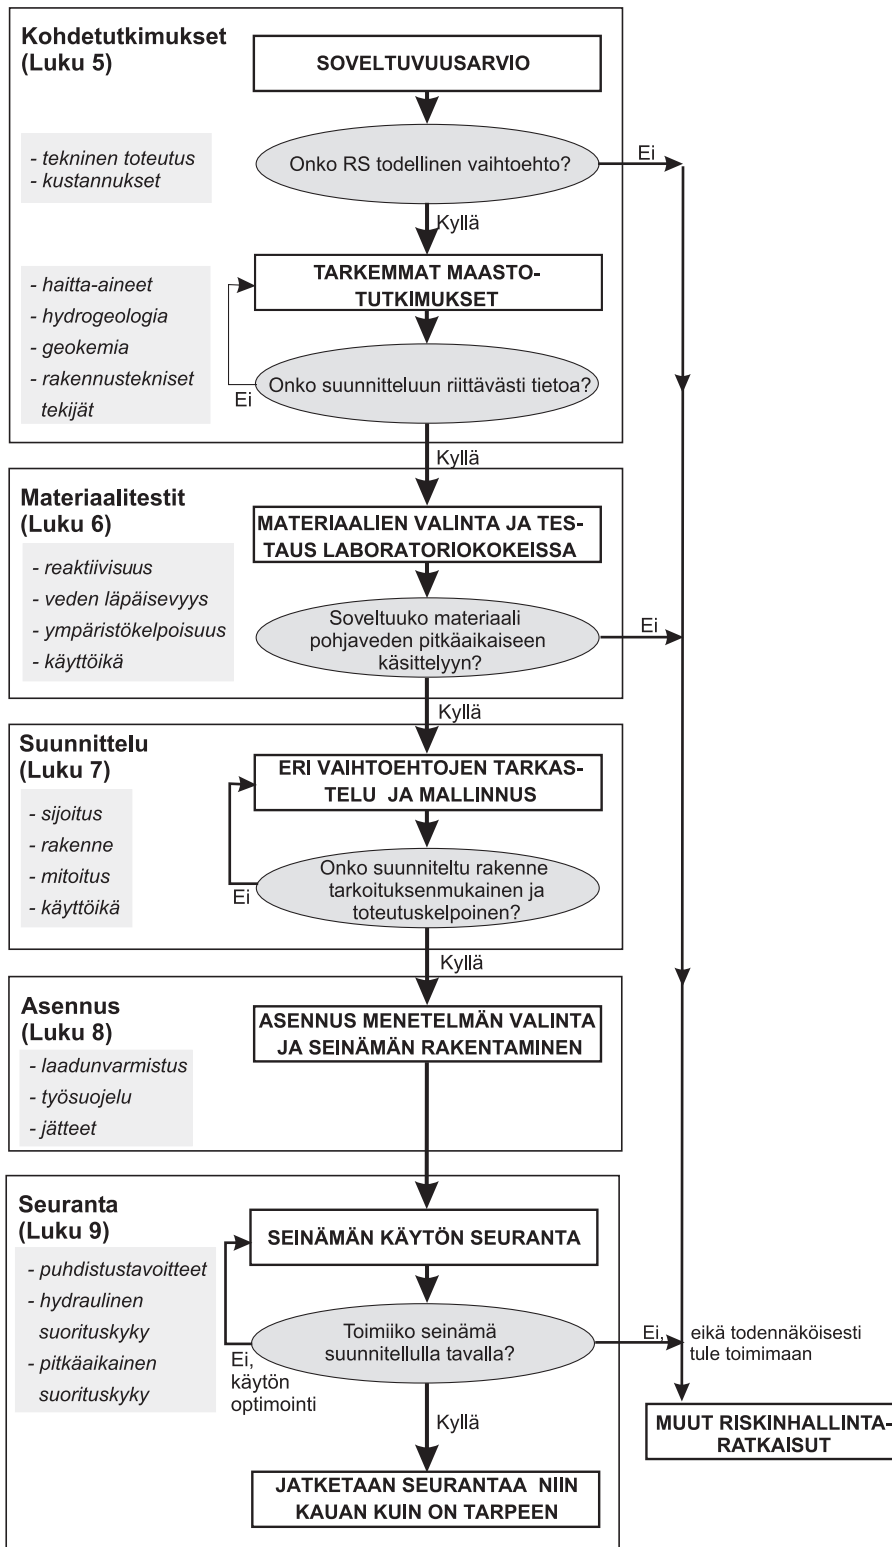 Kohdetutkimukset
(Luku 5)
SOVELTUVUUSARVIO
- tekninen toteutus
- kustannukset
Onko RS todellinen vaihtoehto?
Ei
Kyllä
- haitta-aineet
- hydrogeologia
- geokemia
- rakennustekniset
tekijät
TARKEMMAT MAASTO-
TUTKIMUKSET
Onko suunnitteluun riittävästi tietoa?
Ei
Kyllä
Materiaalitestit
(Luku 6)
- reaktiivisuus
- veden läpäisevyys
- ympäristökelpoisuus
- käyttöikä
MATERIAALIEN VALINTA JA TES-
TAUS LABORATORIOKOKEISSA
Soveltuuko materiaali
pohjaveden pitkäaikaiseen
käsittelyyn?
Ei
Kyllä
Suunnittelu
(Luku 7)
- sijoitus
- rakenne
- mitoitus
- käyttöikä
ERI VAIHTOEHTOJEN TARKAS-
TELU JA MALLINNUS
Onko suunniteltu rakenne
tarkoituksenmukainen ja
toteutuskelpoinen?
Ei
Kyllä
Asennus
(Luku 8)
- laadunvarmistus
- työsuojelu
- jätteet
ASENNUS MENETELMÄN VALINTA
JA SEINÄMÄN RAKENTAMINEN
Seuranta
(Luku 9)
- puhdistustavoitteet
- hydraulinen
suorituskyky
- pitkäaikainen
suorituskyky
SEINÄMÄN KÄYTÖN SEURANTA
Toimiiko seinämä
suunnitellulla tavalla?
Ei,
käytön
optimointi
Ei, eikä todennäköisesti
tule toimimaan
Kyllä
MUUT RISKINHALLINTA-
RATKAISUT
JATKETAAN SEURANTAA NIIN
KAUAN KUIN ON TARPEEN